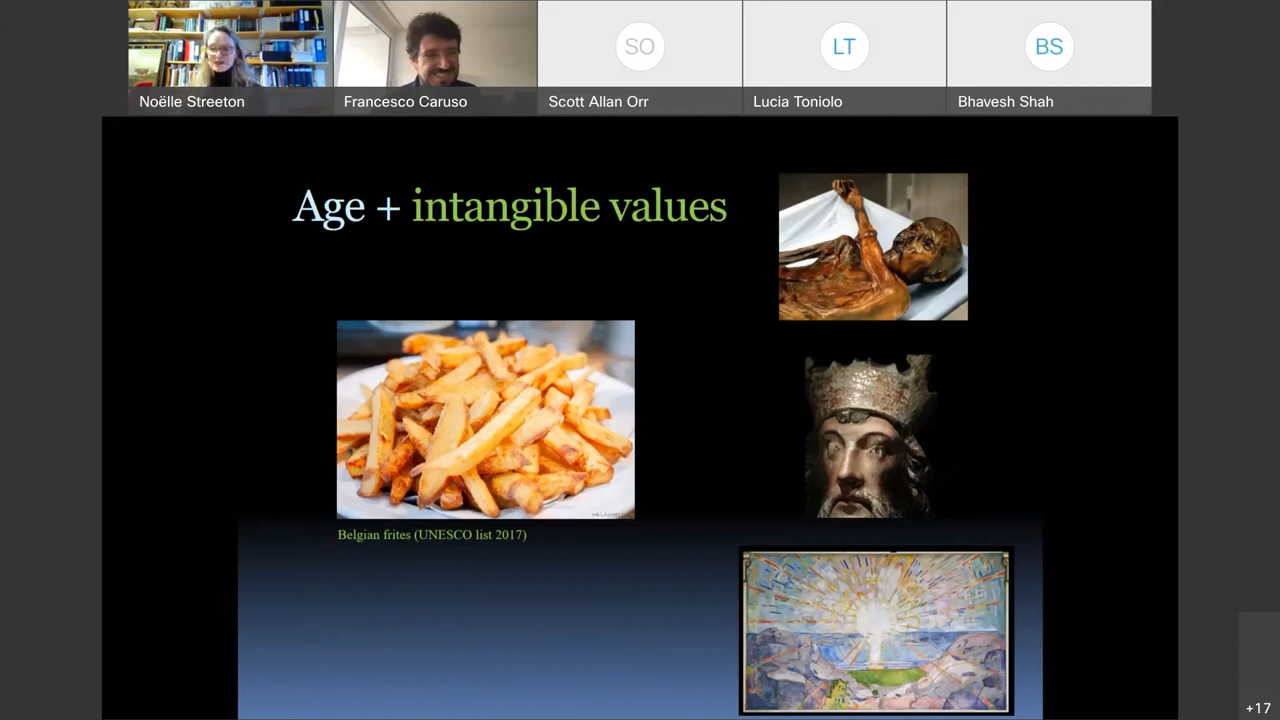 SO
LT
BS
Noëlle Streeton
Francesco Caruso
Scott Allan Orr
Lucia Toniolo
Bhavesh Shah
Age + intangible values
Belgian frites (UNESCO list 2017)
+17